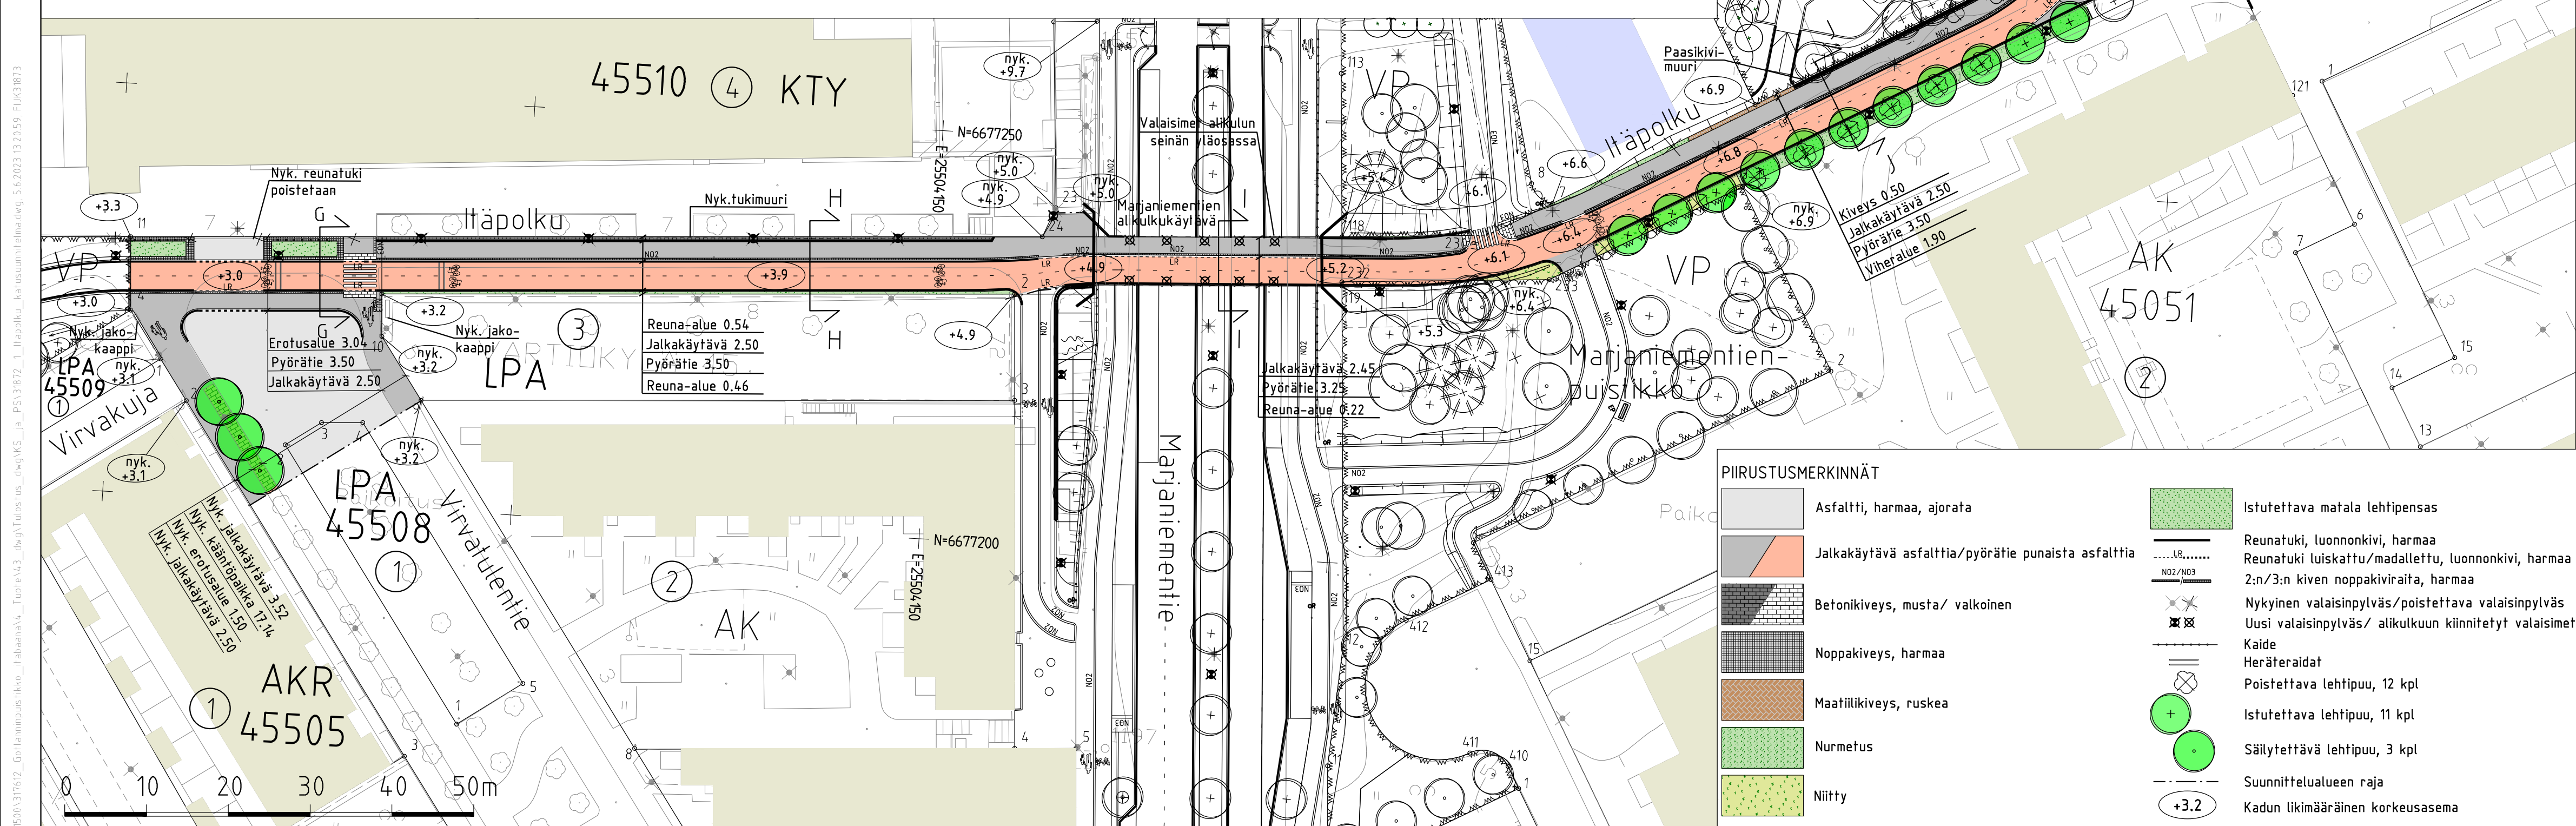 45510 4 KTY
Nyk. reunatuki
poistetaan
Itäpolku
Nyk.tukimuuri
N=6677250
E=2550415​0
nyk.
+9.7
nyk.
+5.0
nyk.
+4.9
nyk.
+5.0
Valaisimet alikulun
seinän yläosassa
Marjaniementien
alikulkukäytävä
VP
Paasikivi-
muuri
+6.9
Itäpolku
+6.6
+6.8
+6.1
+5.4
+6.4
+6.1
nyk.
+6.9
nyk.
+6.4
+3.3
+3.0
+3.9
+4.9
+5.2
VP
+3.0
+3.2
+4.9
+5.3
G
G
H
H
I
I
J
J
Kiveys 0.50
Jalkakäytävä 2.50
Pyörätie 3.50
Viheralue 1.90
VP
Marjaniementien-
puistikko
AK
45051
2
Nyk. jako-
kaappi
Nyk. jako-
kaappi
nyk.
+3.1
nyk.
+3.2
LPA
45509
1
Virvakuja
Erotusalue 3.04
Pyörätie 3.50
Jalkakäytävä 2.50
3
LPA
Reuna-alue 0.54
Jalkakäytävä 2.50
Pyörätie 3.50
Reuna-alue 0.46
Jalkakäytävä 2.45
Pyörätie 3.25
Reuna-alue 0.22
nyk.
+3.1
nyk.
+3.2
LPA
45508
1
Virvatulentie
Nyk. jalkakäytävä 3.52
Nyk. kääntöpaikka 17.14
Nyk. erotusalue 1.50
Nyk. jalkakäytävä 2.50
AKR
45505
1
2
AK
N=6677200
E=25504150
Marjaniementie
0 10 20 30 40 50m
PIIRUSTUSMERKINNÄT
Asfaltti, harmaa, ajorata
Jalkakäytävä asfalttia/pyörätie punaista asfalttia
Betonikiveys, musta/ valkoinen
Noppakiveys, harmaa
Maatiilikiveys, ruskea
Nurmetus
Niitty
Istutettava matala lehtipensas
Reunatuki, luonnonkivi, harmaa
LR
Reunatuki luiskattu/madallettu, luonnonkivi, harmaa
NO2/NO3
2:n/3:n kiven noppakiviraita, harmaa
Nykyinen valaisinpylväs/poistettava valaisinpylväs
Uusi valaisinpylväs/ alikulkuun kiinnitetyt valaisimet
Kaide
Heräteraidat
Poistettava lehtipuu, 12 kpl
Istutettava lehtipuu, 11 kpl
Säilytettävä lehtipuu, 3 kpl
Suunnittelualueen raja
+3.2
Kadun likimääräinen korkeusasema